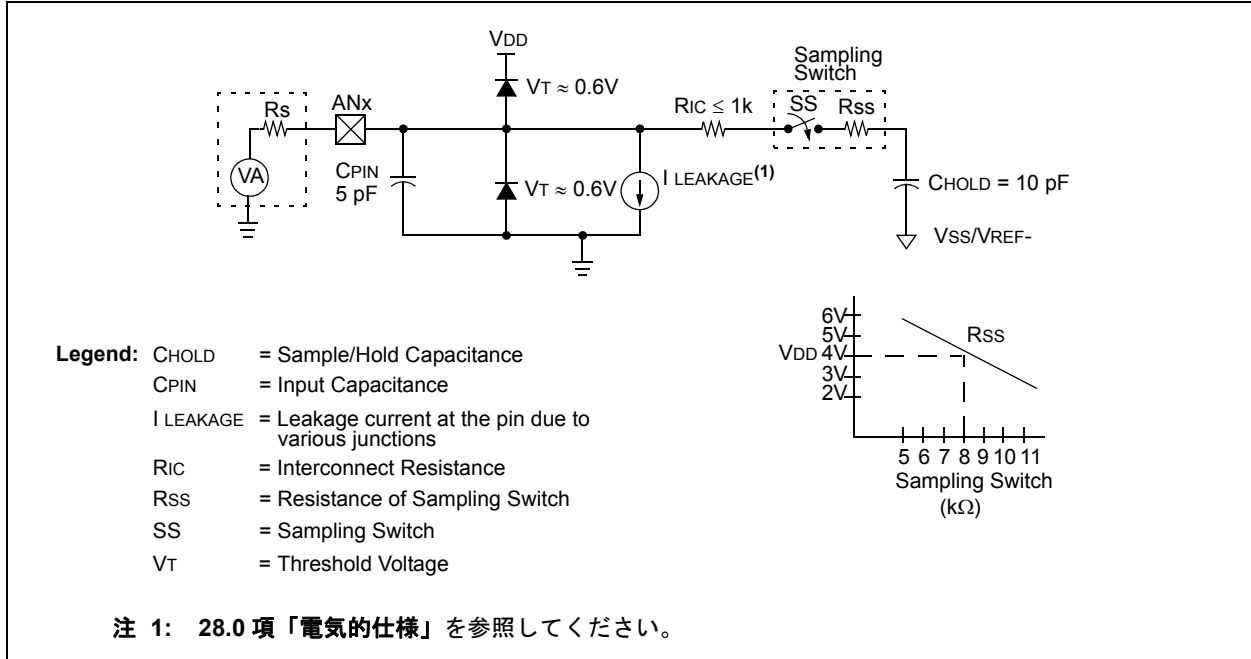 VDD
Sampling
Switch
VT ≈ 0.6V
Rs
ANx
RIC ≤ 1k
SS
Rss
VA
CPIN
5 pF
VT ≈ 0.6V
I LEAKAGE(1)
CHOLD = 10 pF
VSS/VREF-
6V
5V
VDD 4V
3V
2V
RSS
5 6 7 8 9 10 11
Sampling Switch
(kΩ)
Legend: CHOLD = Sample/Hold Capacitance
CPIN = Input Capacitance
I LEAKAGE = Leakage current at the pin due to
various junctions
RIC = Interconnect Resistance
RSS = Resistance of Sampling Switch
SS = Sampling Switch
VT = Threshold Voltage
注 1: 28.0 項「電気的仕様」を参照してください。